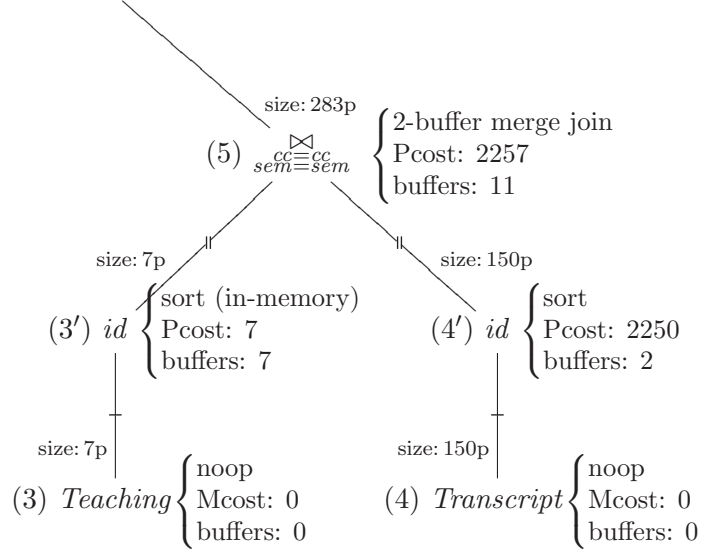 size: 283p
(5) ⋈
cc=cc
sem=sem
2-buffer merge join
Pcost: 2257
buffers: 11
size: 7p
size: 150p
(3′) id
sort (in-memory)
Pcost: 7
buffers: 7
(4′) id
sort
Pcost: 2250
buffers: 2
size: 7p
size: 150p
(3) Teaching
noop
Mcost: 0
buffers: 0
(4) Transcript
noop
Mcost: 0
buffers: 0